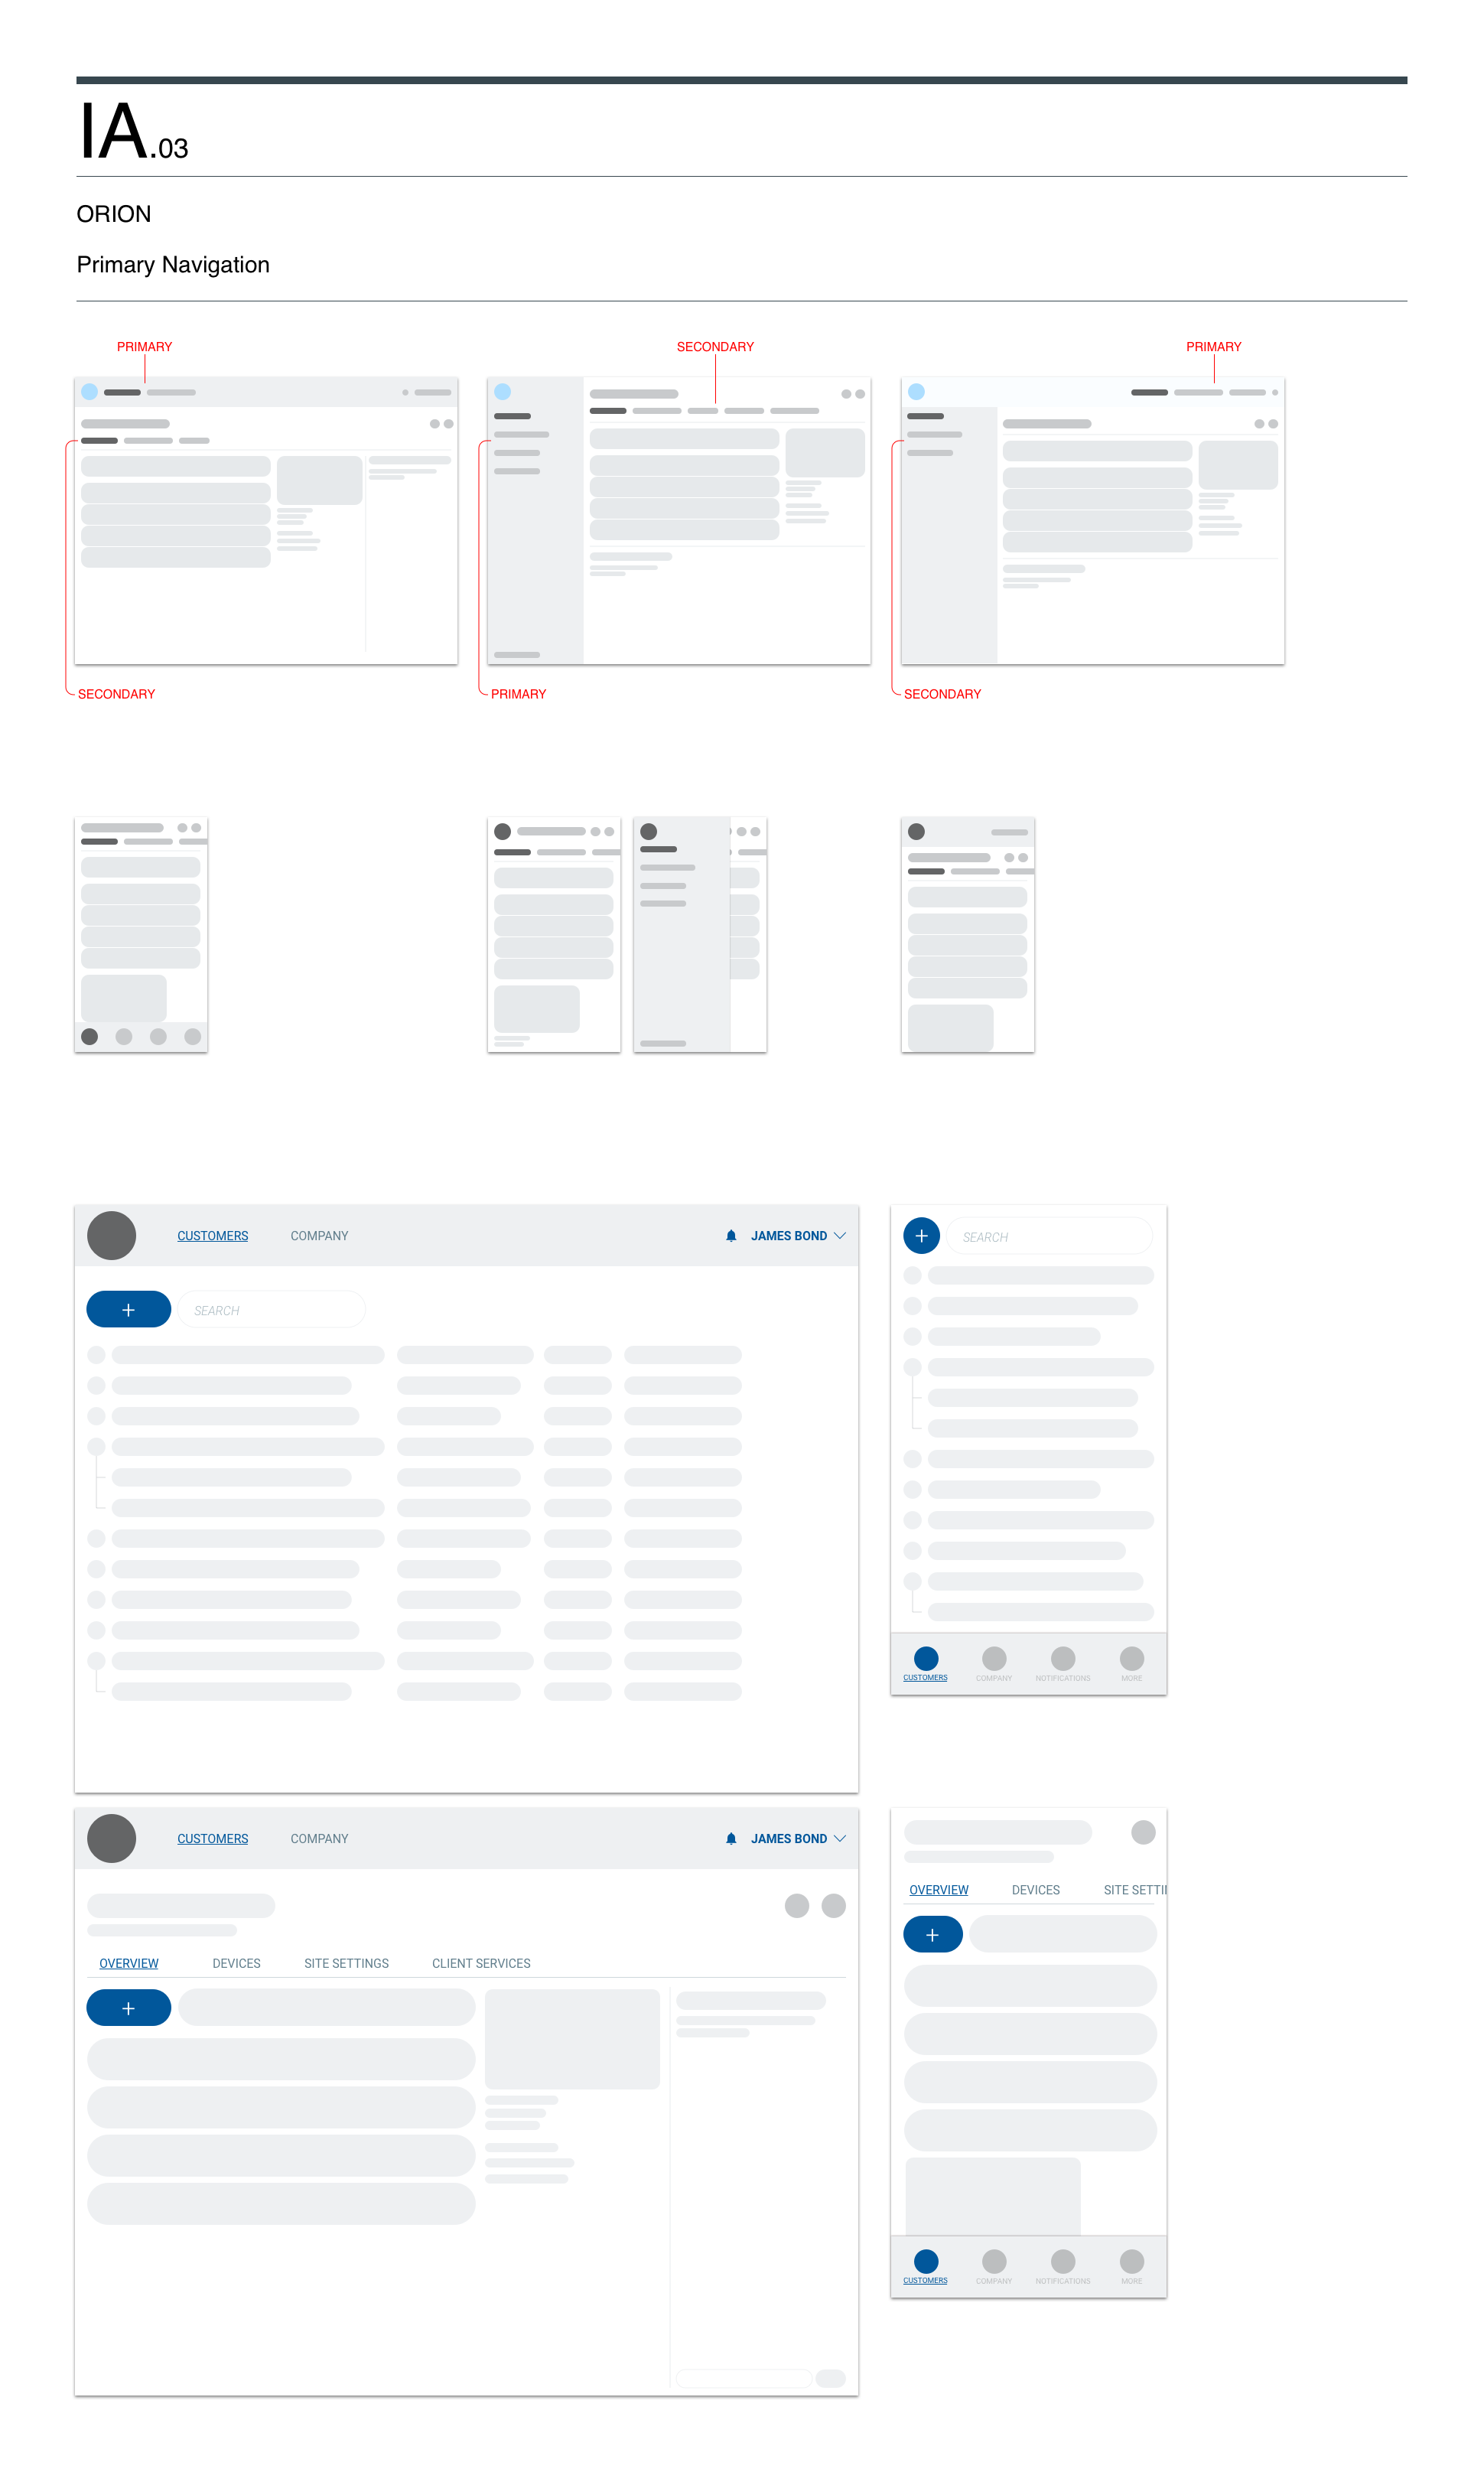 IA.03
ORION
Primary Navigation
PRIMARY
SECONDARY
PRIMARY
SECONDARY
PRIMARY
SECONDARY
CUSTOMERS COMPANY JAMES BOND
SEARCH
SEARCH
CUSTOMERS COMPANY NOTIFICATIONS MORE
CUSTOMERS COMPANY JAMES BOND
OVERVIEW DEVICES SITE SETTINGS CLIENT SERVICES
OVERVIEW DEVICES SITE SETTI
CUSTOMERS COMPANY NOTIFICATIONS MORE